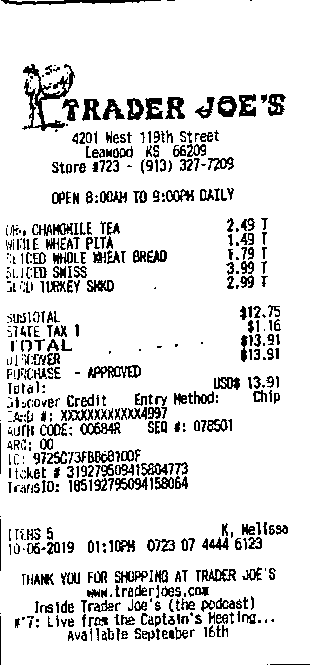 TRADER JOE'S
4201 West 119th Street
Leawood KS 66209
Store #723 - (913) 327-7209
OPEN 8:00AM TO 9:00PM DAILY
ORG CHAMOMILE TEA 2.49 T
WHOLE WHEAT PITA 1.49 T
SLICED WHOLE WHEAT BREAD 1.79 T
SLICED SWISS 3.99 T
SLCD TURKEY SMKD 2.99 T
SUBTOTAL $12.75
STATE TAX 1 $1.16
TOTAL $13.91
DISCOVER $13.91
PURCHASE - APPROVED
Total: USD$ 13.91
Discover Credit Entry Method: Chip
CARD #: XXXXXXXXXXXX4997
AUTH CODE: 00684R SEQ #: 078501
ARC: 00
Ticket # 319279509415804773
TransID: 185192795094158064
ITEMS 5 K, Melissa
10-06-2019 01:10PM 0723 07 4444 6123
THANK YOU FOR SHOPPING AT TRADER JOE'S
www.traderjoes.com
Inside Trader Joe's (the podcast)
#'7: Live from the Captain's Meeting...
Available September 16th